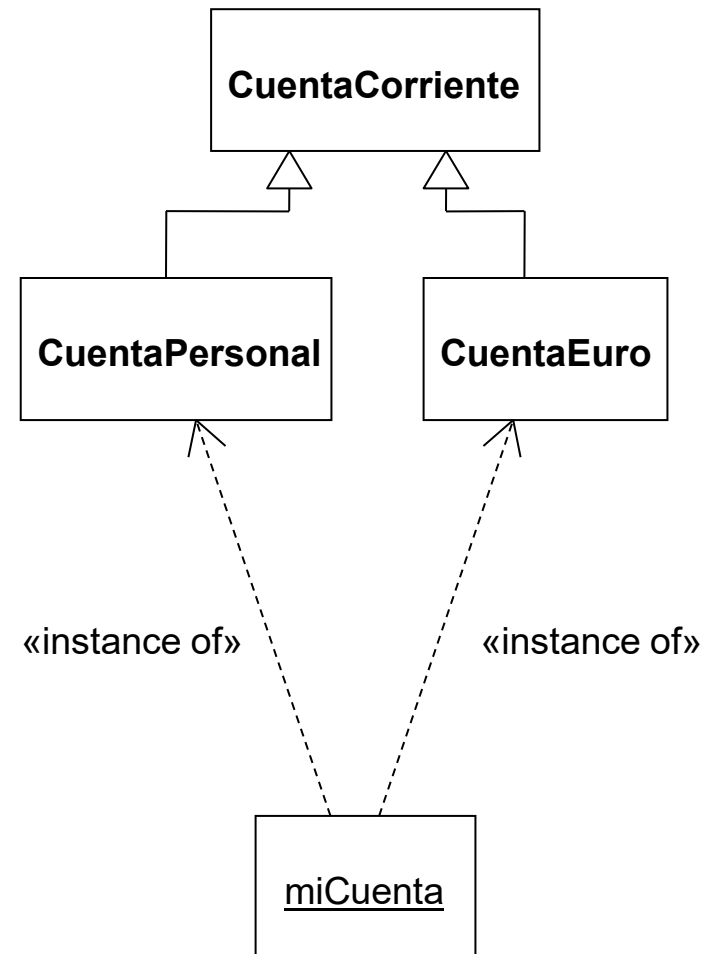 CuentaCorriente
CuentaPersonal
CuentaEuro
«instance of»
«instance of»
miCuenta